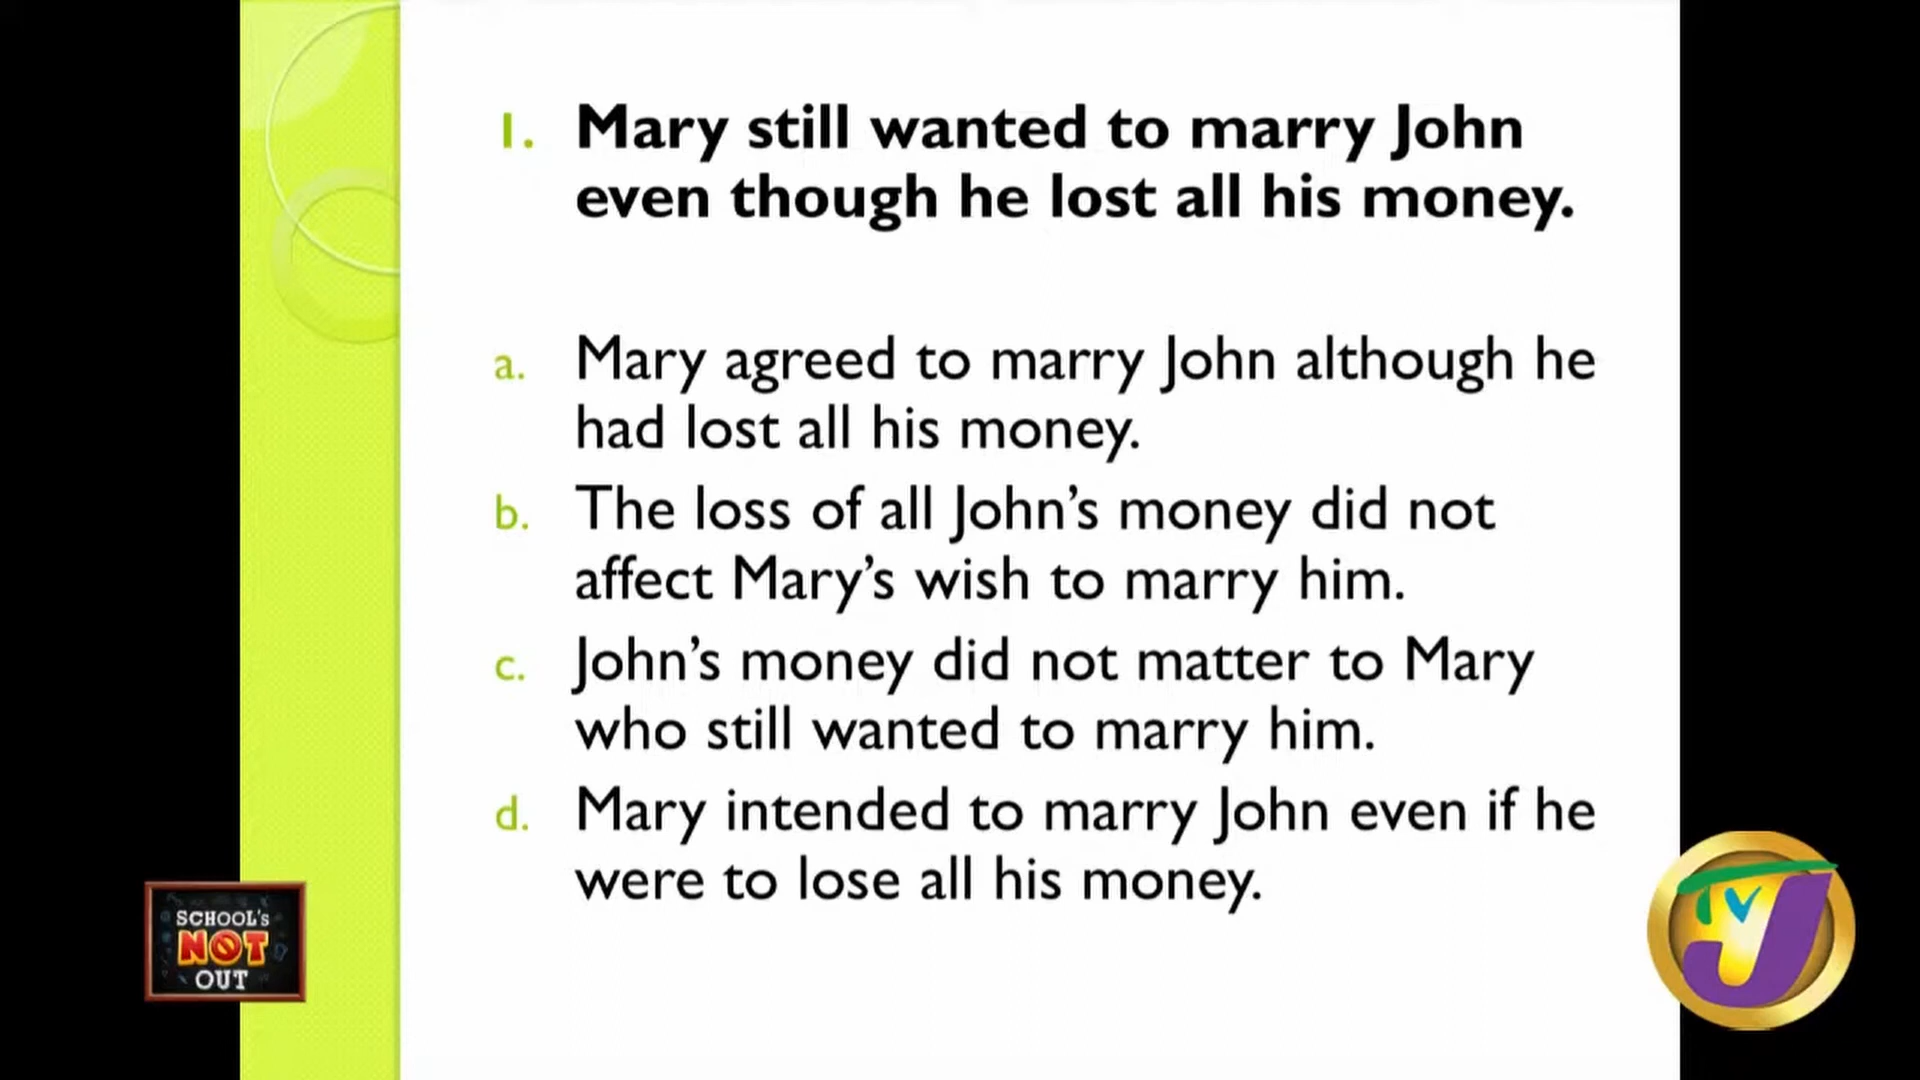 1. Mary still wanted to marry John
even though he lost all his money.
a. Mary agreed to marry John although he
had lost all his money.
b. The loss of all John’s money did not
affect Mary’s wish to marry him.
c. John’s money did not matter to Mary
who still wanted to marry him.
d. Mary intended to marry John even if he
were to lose all his money.
SCHOOL's
NOT
OUT
TVJ